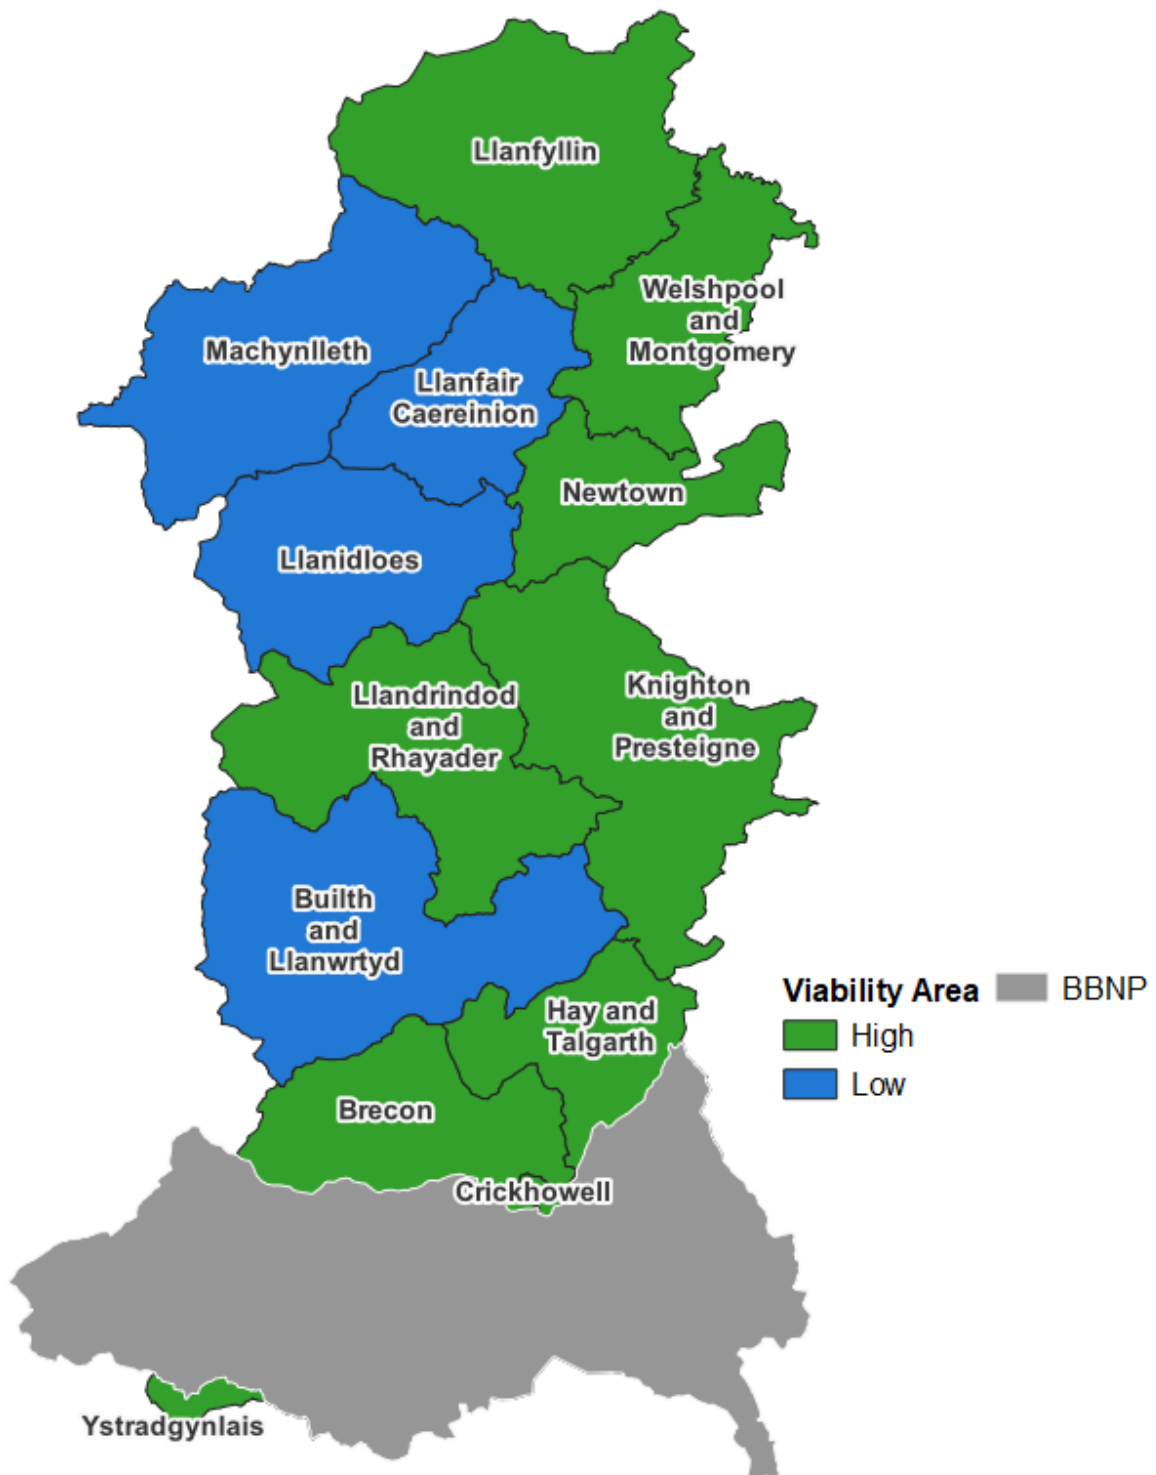 Llanfyllin
Welshpool
and
Montgomery
Machynlleth
Llanfair
Caereinion
Newtown
Llanidloes
Knighton
and
Presteigne
Llandrindod
and
Rhayader
Builth
and
Llanwrtyd
Hay and
Talgarth
Brecon
Crickhowell
Ystradgynlais
Viability Area
BBNP
High
Low